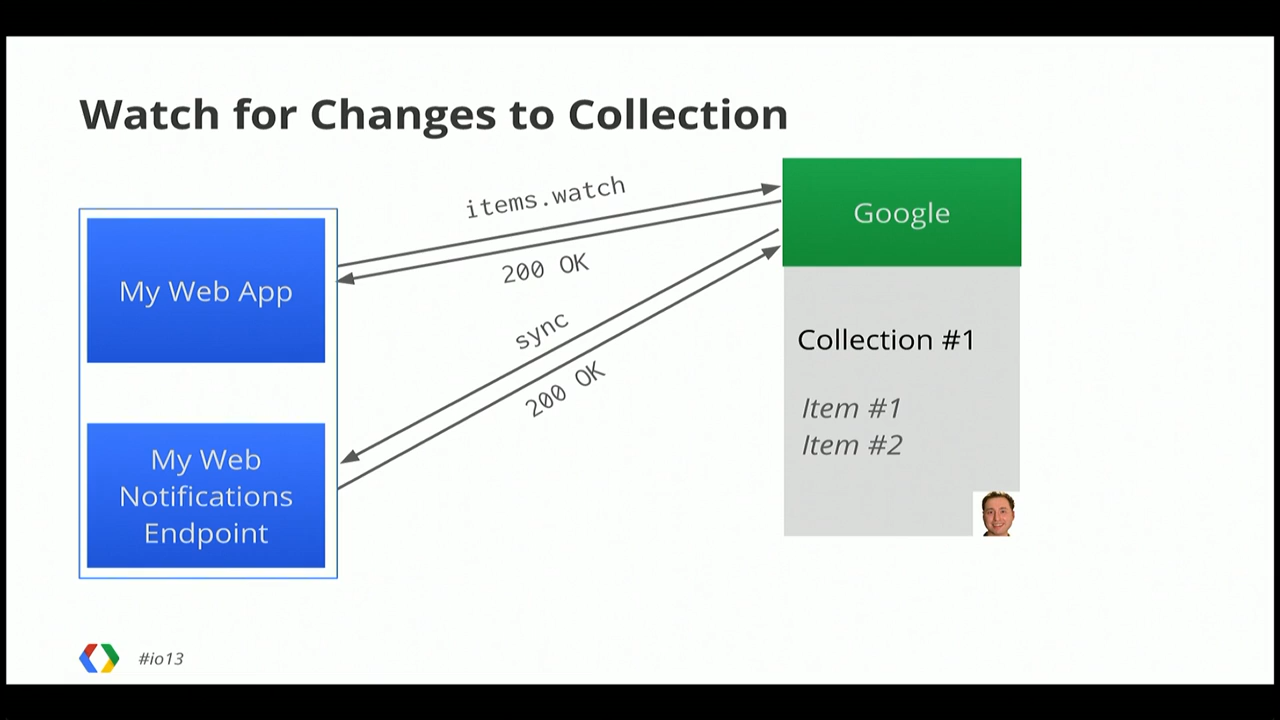 Watch for Changes to Collection
items.watch
Google
My Web App
200 OK
sync
Collection #1
200 OK
Item #1
Item #2
My Web
Notifications
Endpoint
#io13